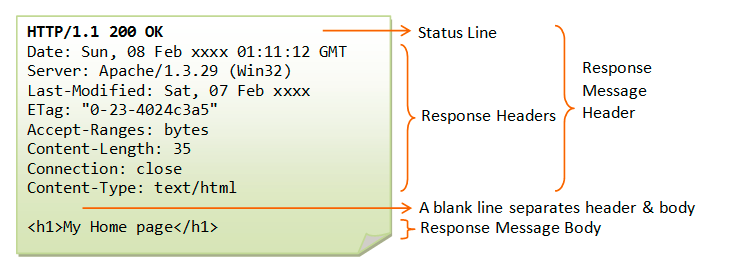 HTTP/1.1 200 OK
Date: Sun, 08 Feb xxxx 01:11:12 GMT
Server: Apache/1.3.29 (Win32)
Last-Modified: Sat, 07 Feb xxxx
ETag: "0-23-4024c3a5"
Accept-Ranges: bytes
Content-Length: 35
Connection: close
Content-Type: text/html
<h1>My Home page</h1>
Status Line
Response Headers
Response
Message
Header
A blank line separates header & body
Response Message Body